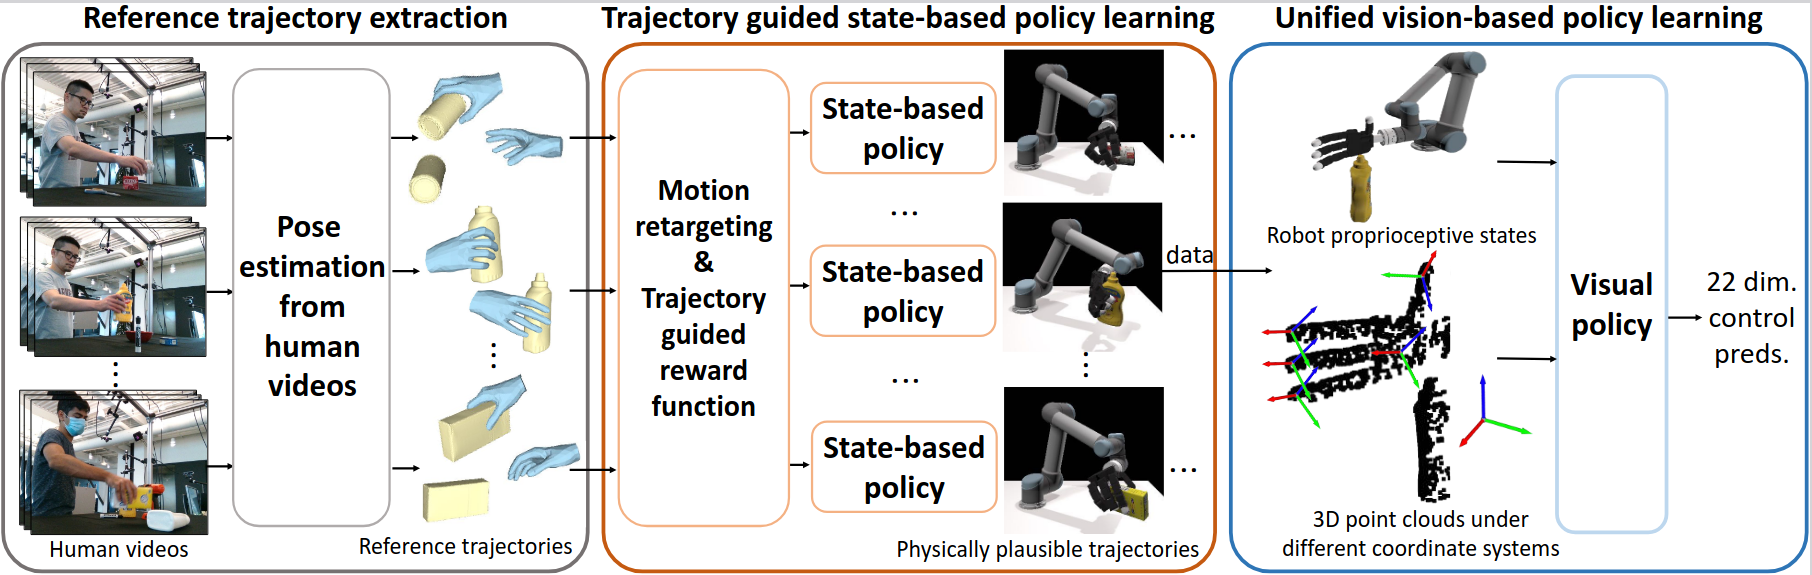 Reference trajectory extraction
Pose
estimation
from
human
videos
Human videos
Reference trajectories
Trajectory guided state-based policy learning
Motion
retargeting
&
Trajectory
guided
reward
function
State-based
policy
...
...
State-based
policy
...
State-based
policy
...
Physically plausible trajectories
data
Unified vision-based policy learning
Robot proprioceptive states
3D point clouds under
different coordinate systems
Visual
policy
22 dim.
control
preds.